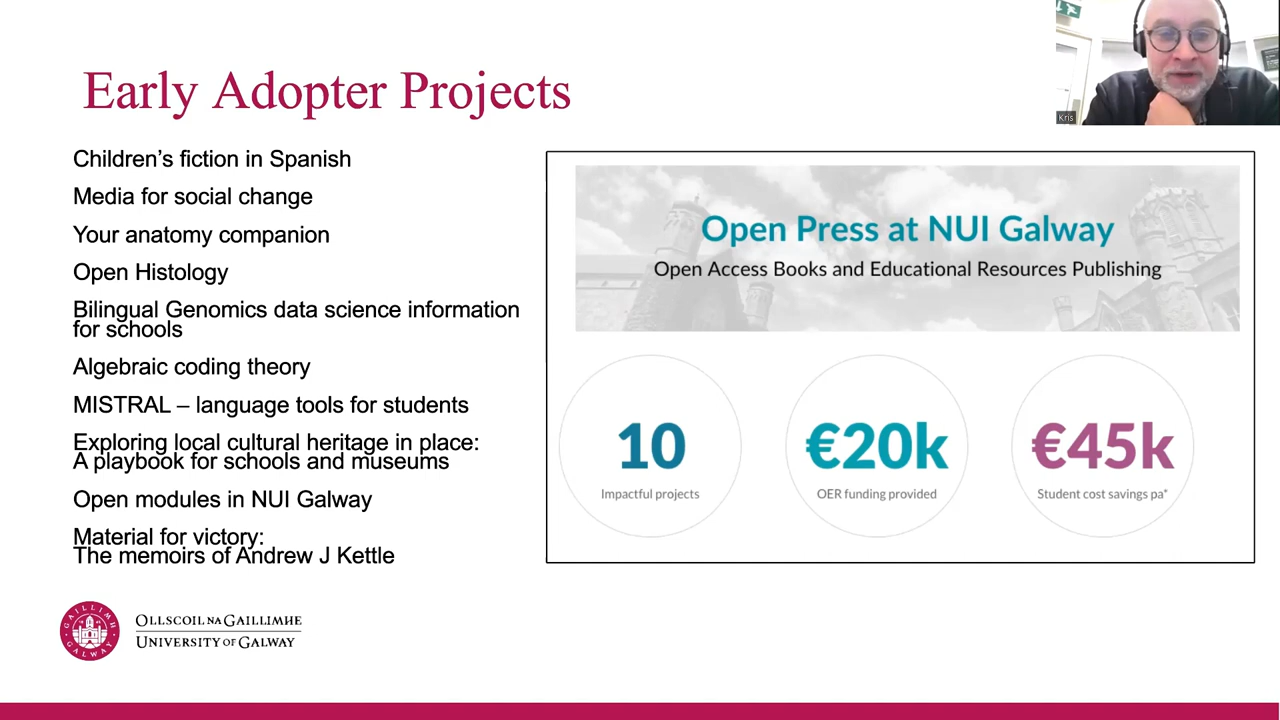 Early Adopter Projects
Children's fiction in Spanish
Media for social change
Your anatomy companion
Open Histology
Bilingual Genomics data science information
for schools
Algebraic coding theory
MISTRAL – language tools for students
Exploring local cultural heritage in place:
A playbook for schools and museums
Open modules in NUI Galway
Material for victory:
The memoirs of Andrew J Kettle
Open Press at NUI Galway
Open Access Books and Educational Resources Publishing
10
Impactful projects
€20k
OER funding provided
€45k
Student cost savings pa*
Kris
GAILLIMH
GALWAY
OLLSCOIL NA GAILLIMHE
UNIVERSITY OF GALWAY